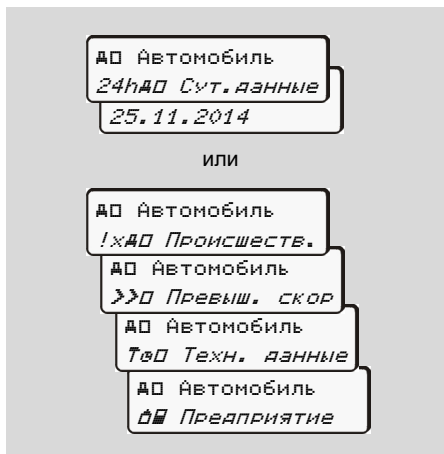 Автомобиль
24h Сут.данные
25.11.2014
или
Автомобиль
!x Происшеств.
Автомобиль
>> Превыш. скор
Автомобиль
T Техн. данные
Автомобиль
Предприятие